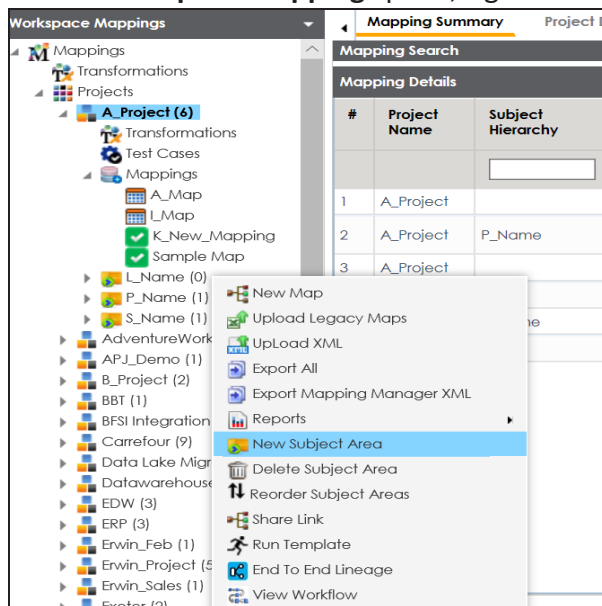 Workspace Mappings
Mappings
Transformations
Projects
A_Project (6)
Transformations
Test Cases
Mappings
A_Map
I_Map
K_New_Mapping
Sample Map
L_Name (0)
P_Name (1)
S_Name (1)
AdventureWork
APJ_Demo (1)
B_Project (2)
BBT (1)
BFSI Integration
Carrefour (9)
Data Lake Migr
Datawarehouse
EDW (3)
ERP (3)
Erwin_Feb (1)
Erwin_Project (5
Erwin_Sales (1)
Mapping Summary Project
Mapping Search
Mapping Details
# Project Name Subject Hierarchy
1 A_Project
2 A_Project P_Name
3 A_Project
New Map
Upload Legacy Maps
UpLoad XML
Export All
Export Mapping Manager XML
Reports
New Subject Area
Delete Subject Area
Reorder Subject Areas
Share Link
Run Template
End To End Lineage
View Workflow